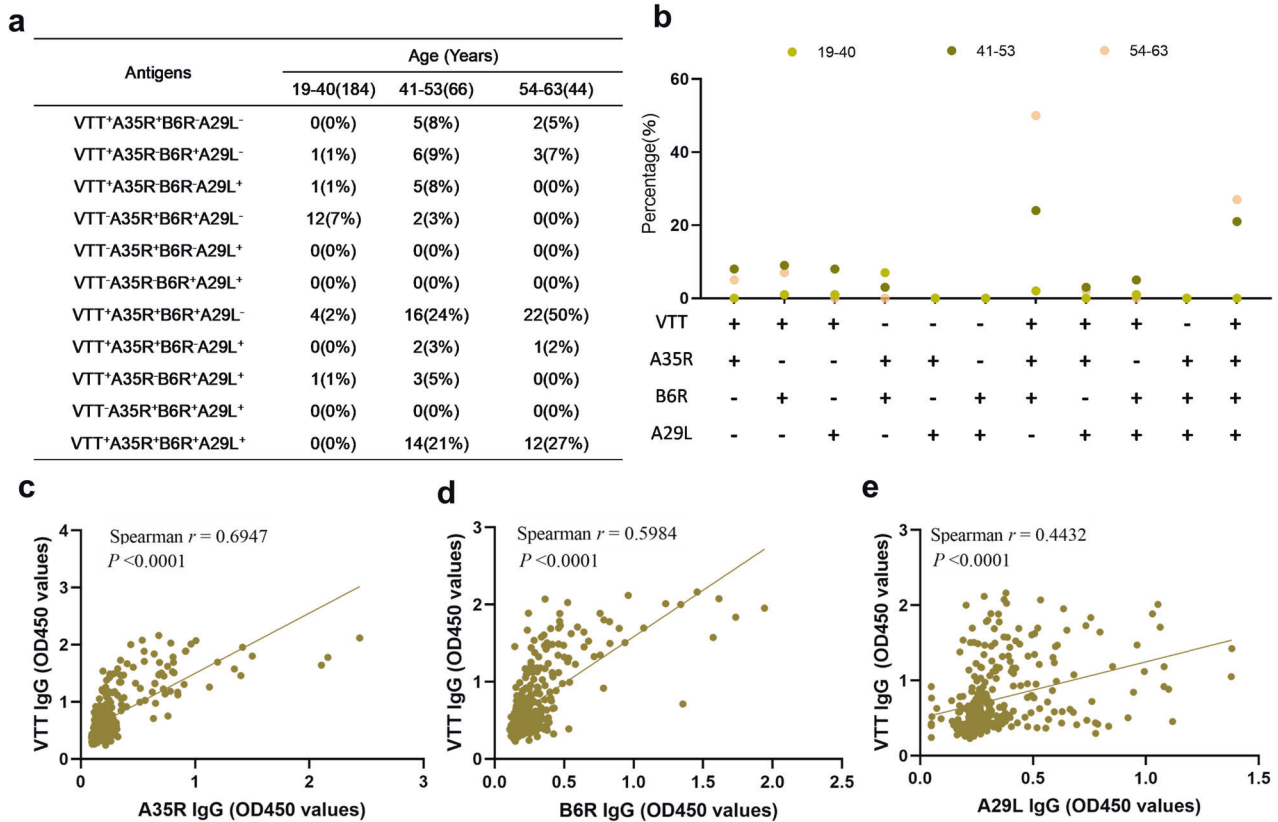 a
Antigens
Age (Years)
19-40(184) 41-53(66) 54-63(44)
VTT⁺A35R⁺B6R⁻A29L⁻ 0(0%) 5(8%) 2(5%)
VTT⁺A35R⁻B6R⁺A29L⁻ 1(1%) 6(9%) 3(7%)
VTT⁺A35R⁻B6R⁻A29L⁺ 1(1%) 5(8%) 0(0%)
VTT⁻A35R⁺B6R⁺A29L⁻ 12(7%) 2(3%) 0(0%)
VTT⁻A35R⁺B6R⁻A29L⁺ 0(0%) 0(0%) 0(0%)
VTT⁻A35R⁻B6R⁺A29L⁺ 0(0%) 0(0%) 0(0%)
VTT⁺A35R⁺B6R⁺A29L⁻ 4(2%) 16(24%) 22(50%)
VTT⁺A35R⁺B6R⁻A29L⁺ 0(0%) 2(3%) 1(2%)
VTT⁺A35R⁻B6R⁺A29L⁺ 1(1%) 3(5%) 0(0%)
VTT⁻A35R⁺B6R⁺A29L⁺ 0(0%) 0(0%) 0(0%)
VTT⁺A35R⁺B6R⁺A29L⁺ 0(0%) 14(21%) 12(27%)
b
19-40 41-53 54-63
Percentage(%)
60
40
20
0
VTT + + + - - - + + + - +
A35R + - - + + - + + - + +
B6R - + - + - + + - + + +
A29L - - + - + + - + + + +
c
Spearman r = 0.6947
P <0.0001
VTT IgG (OD450 values)
4
3
2
1
0
0 1 2 3
A35R IgG (OD450 values)
d
Spearman r = 0.5984
P <0.0001
VTT IgG (OD450 values)
3
2
1
0
0.0 0.5 1.0 1.5 2.0 2.5
B6R IgG (OD450 values)
e
Spearman r = 0.4432
P <0.0001
VTT IgG (OD450 values)
3
2
1
0
0.0 0.5 1.0 1.5
A29L IgG (OD450 values)